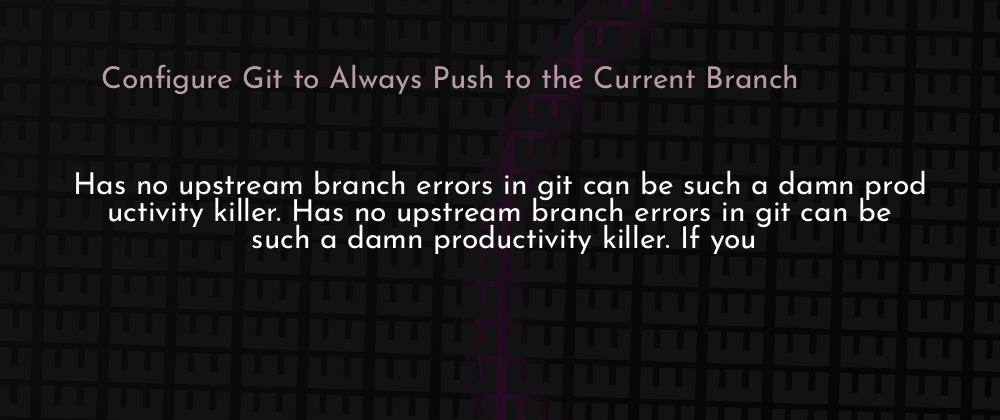 Configure Git to Always Push to the Current Branch
Has no upstream branch errors in git can be such a damn prod
uctivity killer. Has no upstream branch errors in git can be
such a damn productivity killer. If you